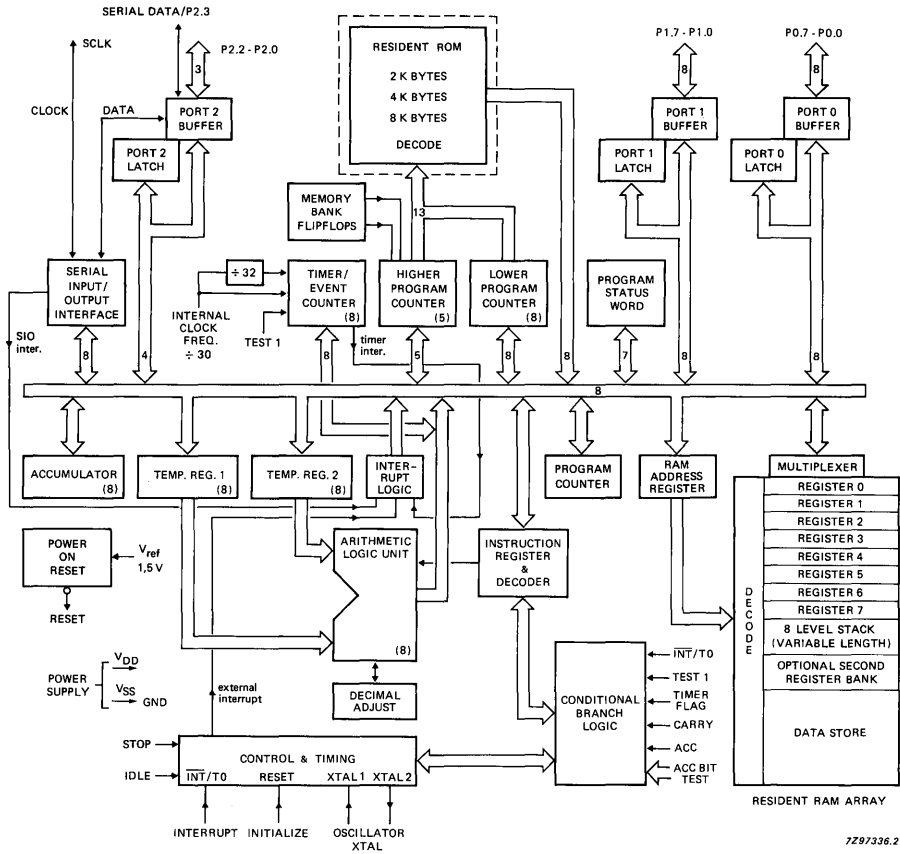 SERIAL DATA/P2.3
SCLK
P2.2 - P2.0
3
CLOCK
DATA
PORT 2
BUFFER
PORT 2
LATCH
RESIDENT ROM
2 K BYTES
4 K BYTES
8 K BYTES
DECODE
P1.7 - P1.0
8
PORT 1
BUFFER
PORT 1
LATCH
P0.7 - P0.0
8
PORT 0
BUFFER
PORT 0
LATCH
MEMORY
BANK
FLIPFLOPS
13
SERIAL
INPUT/
OUTPUT
INTERFACE
÷ 32
INTERNAL
CLOCK
FREQ.
÷ 30
TEST 1
TIMER/
EVENT
COUNTER
(8)
HIGHER
PROGRAM
COUNTER
(5)
LOWER
PROGRAM
COUNTER
(8)
PROGRAM
STATUS
WORD
SIO
inter.
8
4
8
timer
inter.
5
8
8
7
8
8
8
ACCUMULATOR
(8)
TEMP. REG. 1
(8)
TEMP. REG. 2
(8)
INTER-
RUPT
LOGIC
PROGRAM
COUNTER
RAM
ADDRESS
REGISTER
MULTIPLEXER
REGISTER 0
REGISTER 1
REGISTER 2
REGISTER 3
REGISTER 4
REGISTER 5
REGISTER 6
REGISTER 7
8 LEVEL STACK
(VARIABLE LENGTH)
OPTIONAL SECOND
REGISTER BANK
DATA STORE
DECODE
RESIDENT RAM ARRAY
POWER
ON
RESET
Vref
1,5 V
RESET
ARITHMETIC
LOGIC UNIT
(8)
INSTRUCTION
REGISTER
&
DECODER
POWER
SUPPLY
VDD
VSS
GND
external
interrupt
DECIMAL
ADJUST
CONDITIONAL
BRANCH
LOGIC
I̅N̅T̅/T0
TEST 1
TIMER
FLAG
CARRY
ACC
ACC BIT
TEST
STOP
IDLE
CONTROL & TIMING
I̅N̅T̅/T0 RESET XTAL 1 XTAL 2
INTERRUPT INITIALIZE OSCILLATOR
XTAL
7Z97336.2